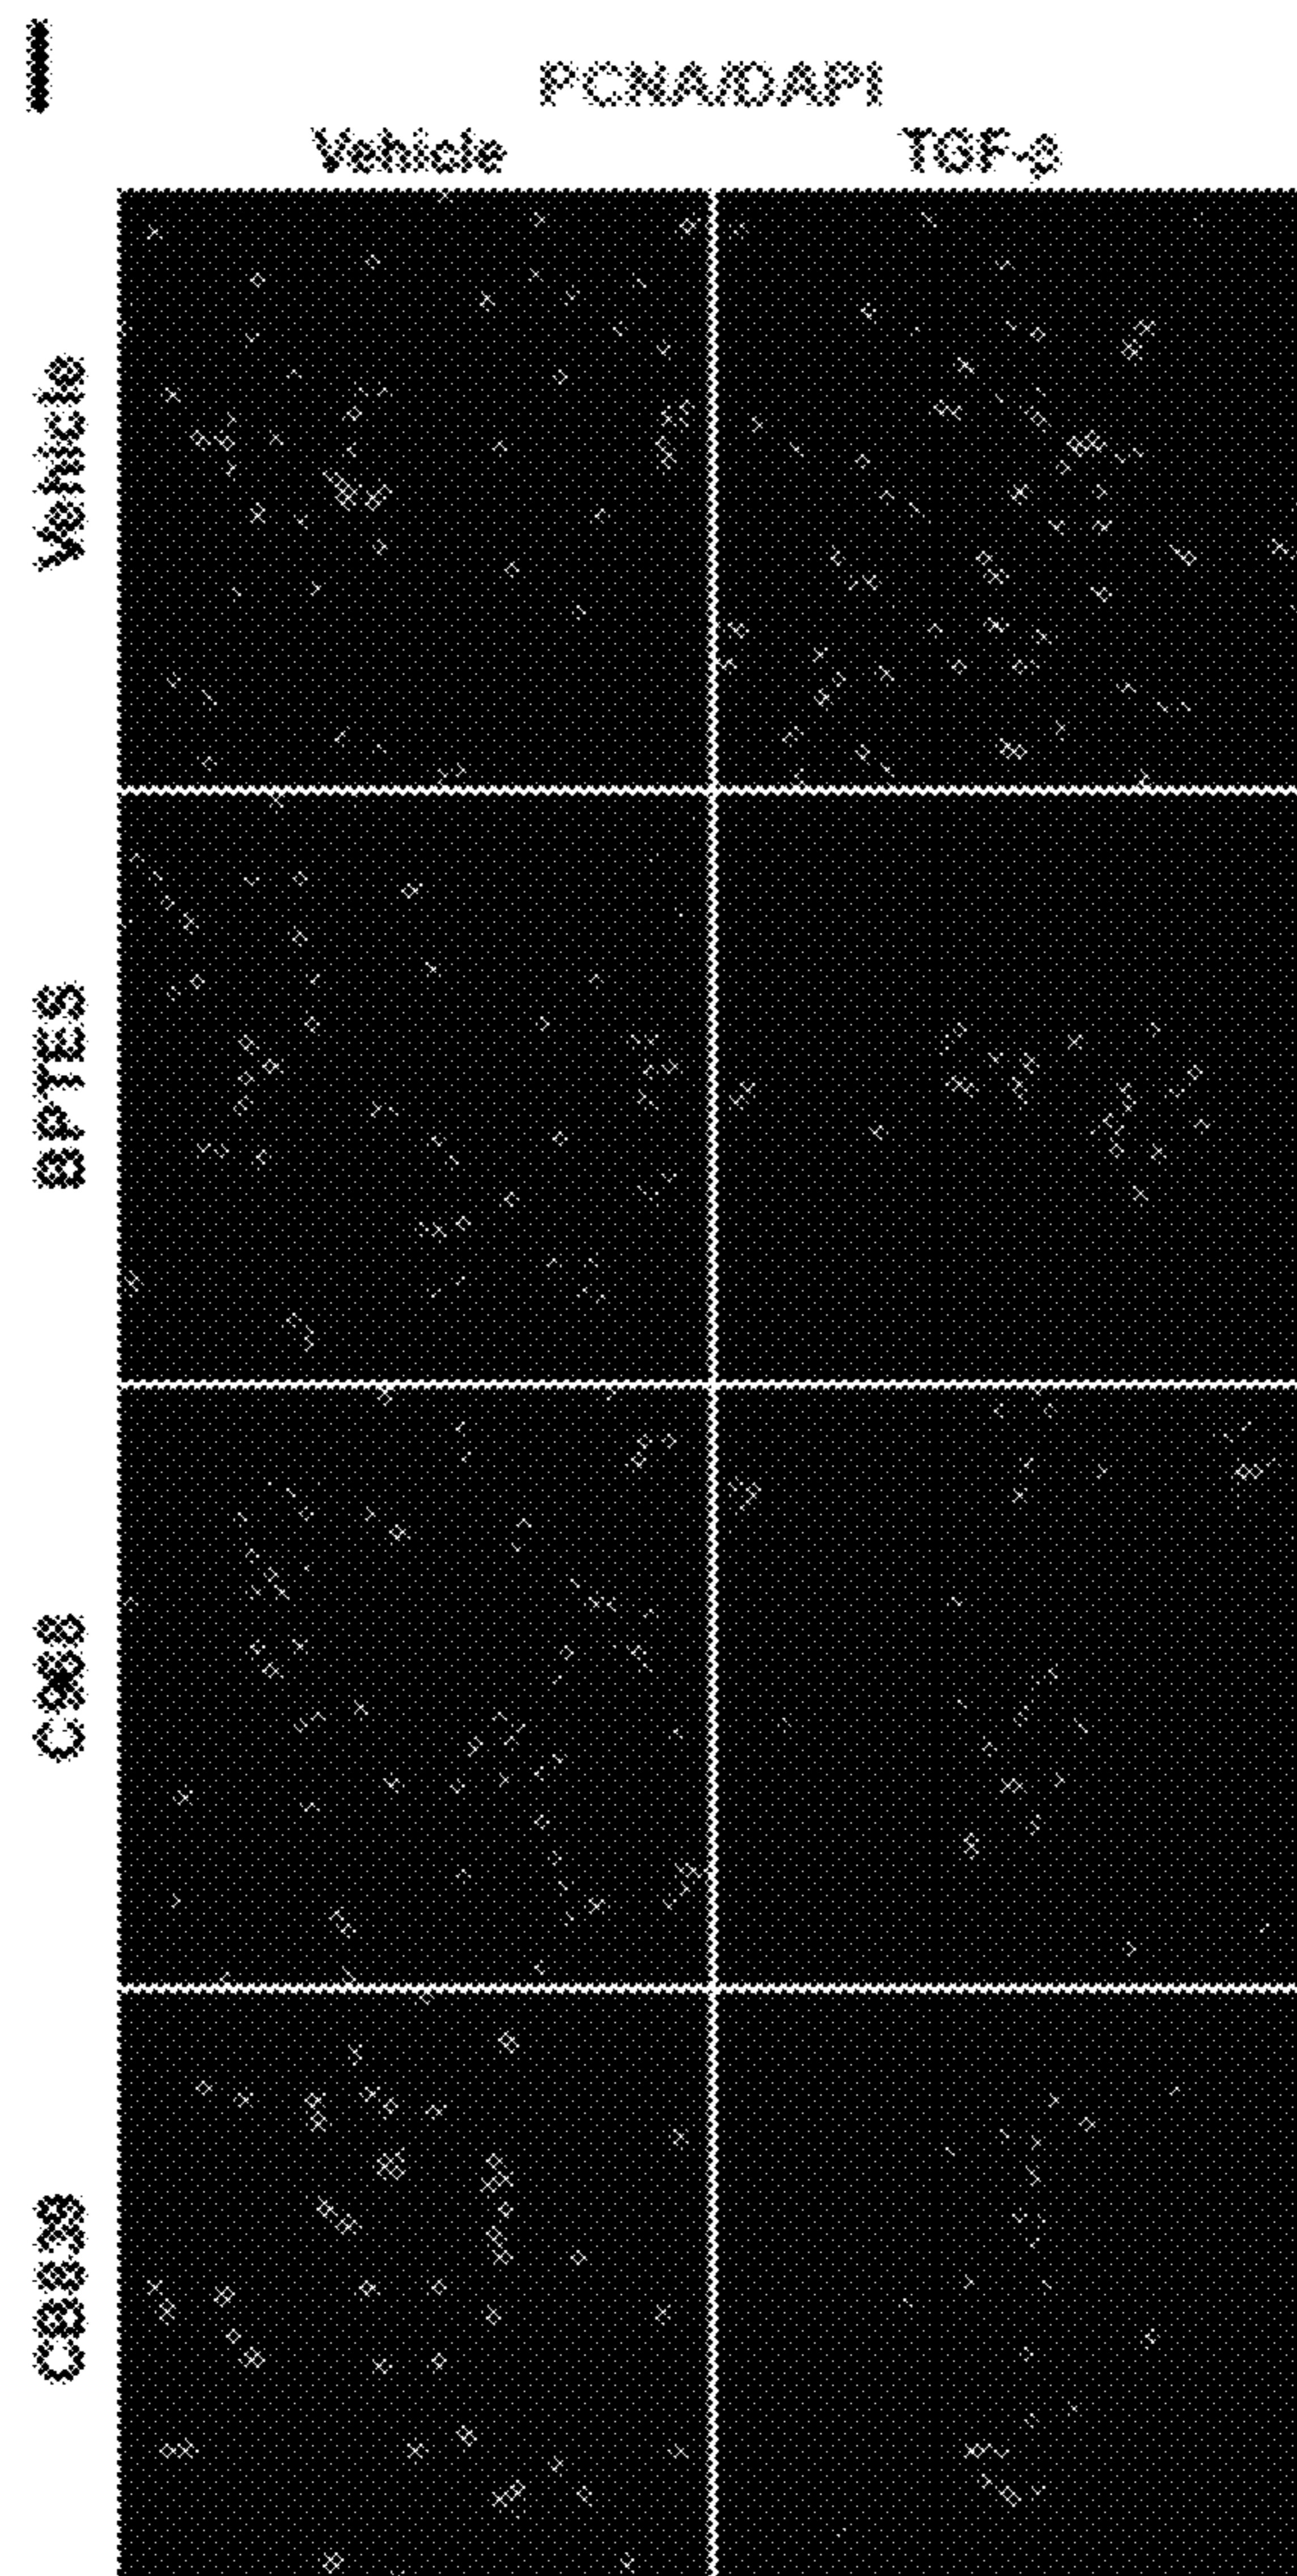 I
PCNA/DAPI
Vehicle TGF-β
Vehicle
BPTES
C968
CB839